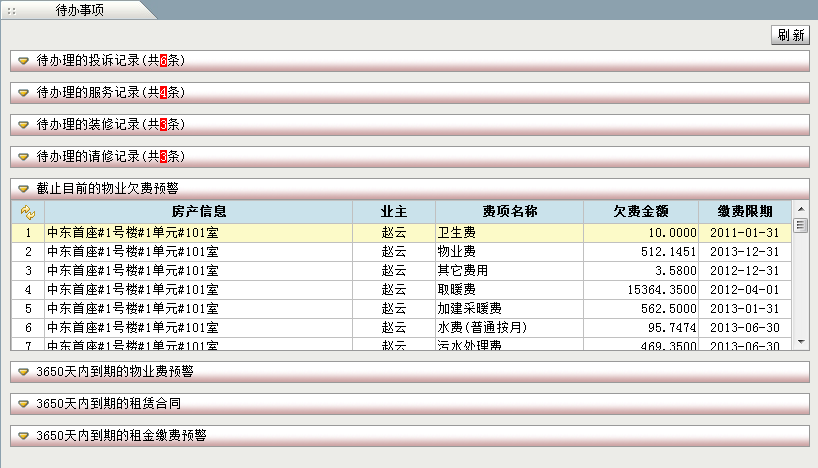 待办事项
刷 新
待办理的投诉记录(共6条)
待办理的服务记录(共4条)
待办理的装修记录(共3条)
待办理的请修记录(共3条)
截止目前的物业欠费预警
房产信息 业主 费项名称 欠费金额 缴费限期
1 中东首座#1号楼#1单元#101室 赵云 卫生费 10.0000 2011-01-31
2 中东首座#1号楼#1单元#101室 赵云 物业费 512.1451 2013-12-31
3 中东首座#1号楼#1单元#101室 赵云 其它费用 3.5800 2012-12-31
4 中东首座#1号楼#1单元#101室 赵云 取暖费 15364.3500 2012-04-01
5 中东首座#1号楼#1单元#101室 赵云 加建采暖费 562.5000 2013-01-31
6 中东首座#1号楼#1单元#101室 赵云 水费(普通按月) 95.7474 2013-06-30
7 中东首座#1号楼#1单元#101室 赵云 污水处理费 469.3500 2013-06-30
3650天内到期的物业费预警
3650天内到期的租赁合同
3650天内到期的租金缴费预警